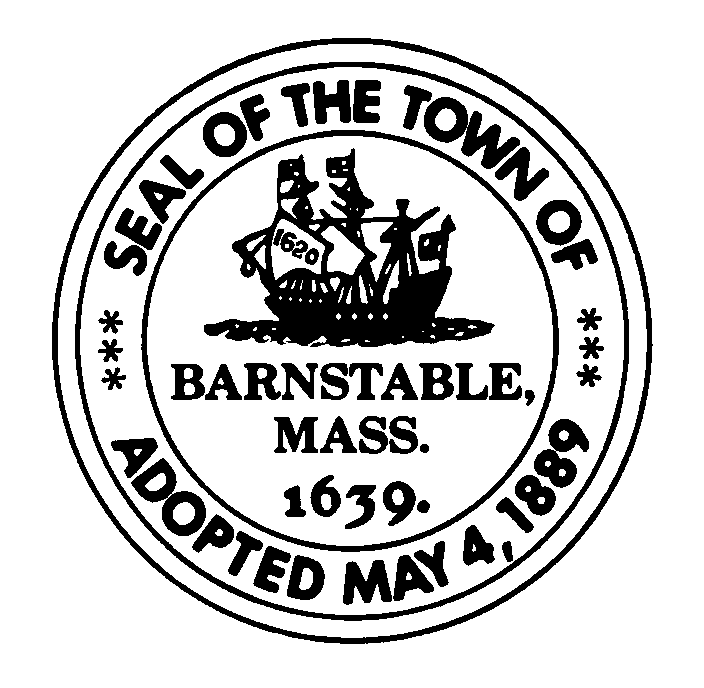 SEAL OF THE TOWN OF
1620
BARNSTABLE,
MASS.
1639.
*** ***
ADOPTED MAY 4, 1889